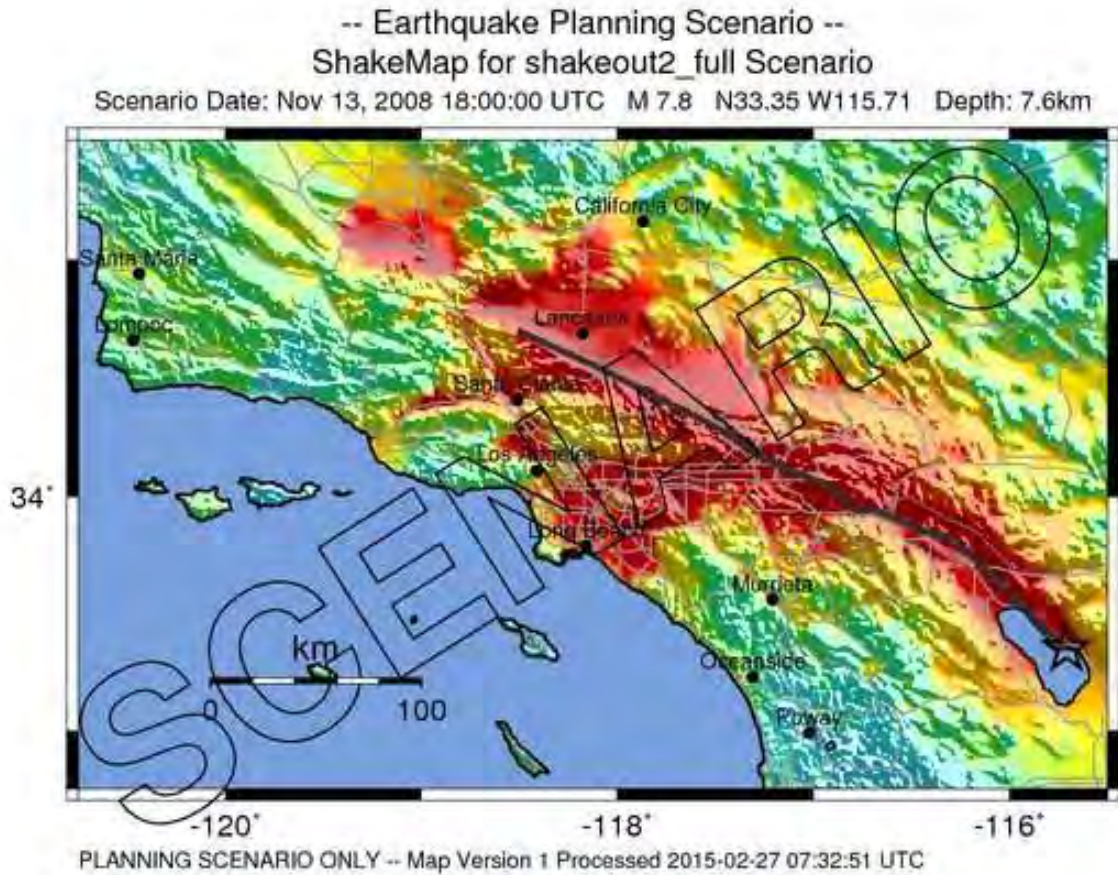 -- Earthquake Planning Scenario --
ShakeMap for shakeout2_full Scenario
Scenario Date: Nov 13, 2008 18:00:00 UTC M 7.8 N33.35 W115.71 Depth: 7.6km
California City
Santa Maria
Lompoc
Lancaster
Santa Clarita
Los Angeles
34°
Long Beach
Murrieta
km
Oceanside
0 100
Poway
SCENARIO
-120° -118° -116°
PLANNING SCENARIO ONLY -- Map Version 1 Processed 2015-02-27 07:32:51 UTC